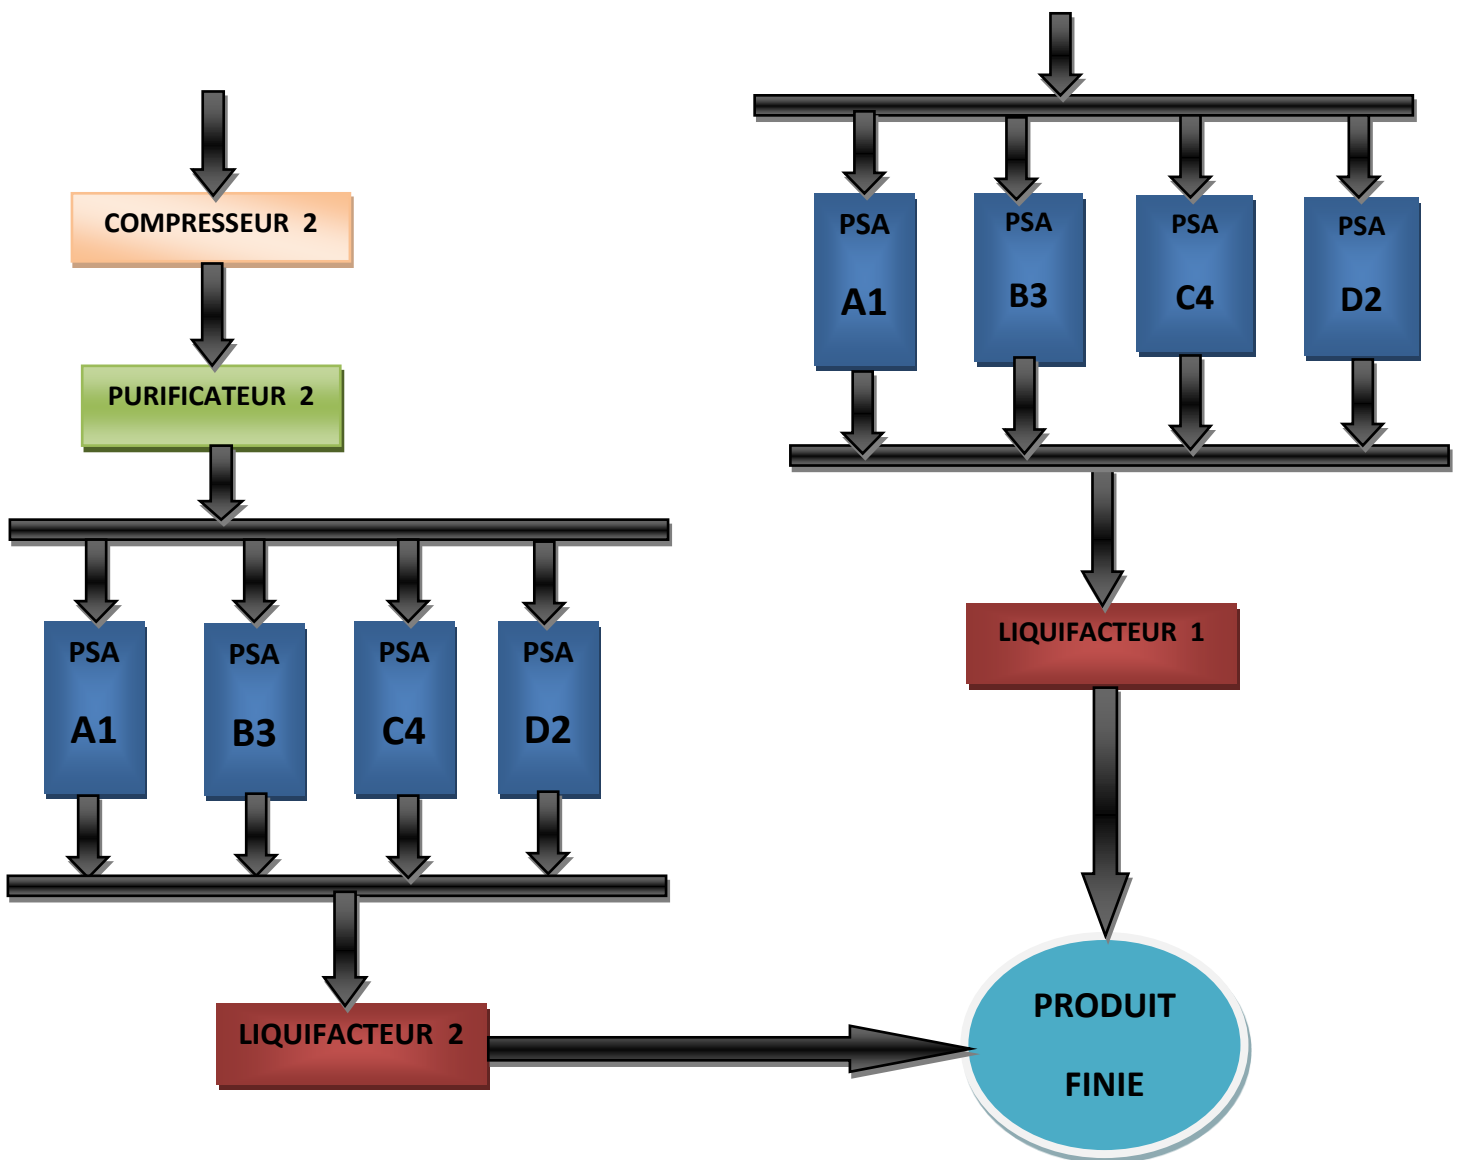 COMPRESSEUR 2
PURIFICATEUR 2
PSA
A1
PSA
B3
PSA
C4
PSA
D2
LIQUIFACTEUR 2
PSA
A1
PSA
B3
PSA
C4
PSA
D2
LIQUIFACTEUR 1
PRODUIT
FINIE